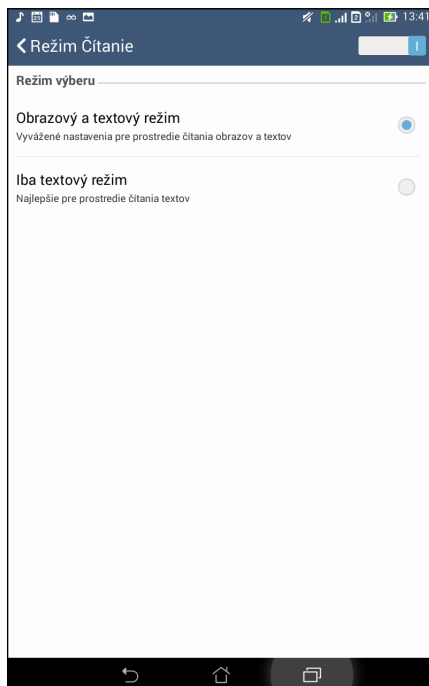 13:41
Režim Čítanie
Režim výberu
Obrazový a textový režim
Vyvážené nastavenia pre prostredie čítania obrazov a textov
Iba textový režim
Najlepšie pre prostredie čítania textov